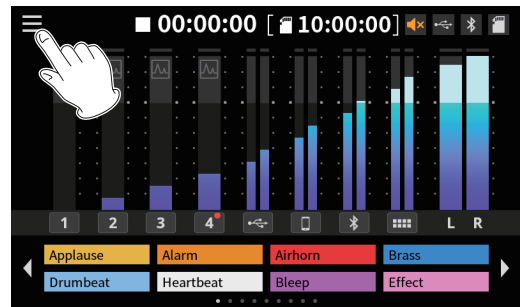 00:00:00 [10:00:00]
1 2 3 4 L R
Applause Alarm Airhorn Brass
Drumbeat Heartbeat Bleep Effect